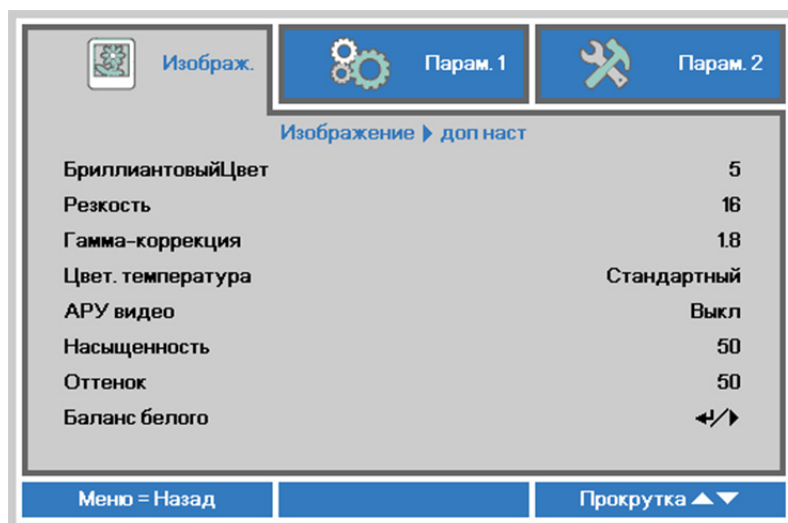 Изображ. Парам. 1 Парам. 2
Изображение ▶ доп наст
БриллиантовыйЦвет 5
Резкость 16
Гамма-коррекция 1.8
Цвет. температура Стандартный
АРУ видео Выкл
Насыщенность 50
Оттенок 50
Баланс белого ↵/▶
Меню = Назад Прокрутка ▲▼